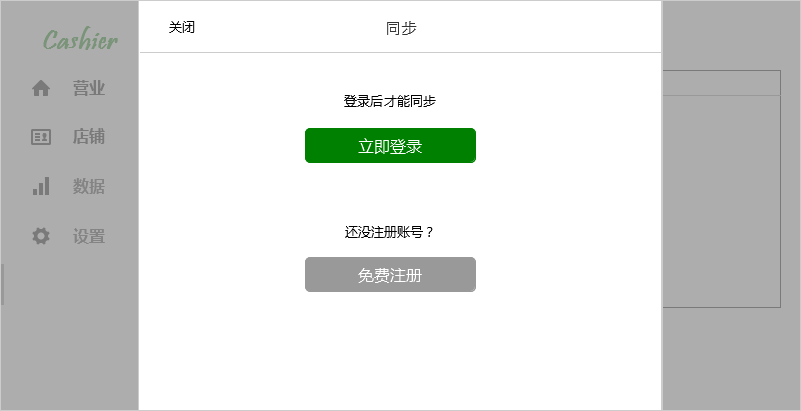 Cashier
营业
店铺
数据
设置
关闭
同步
登录后才能同步
立即登录
还没注册账号？
免费注册